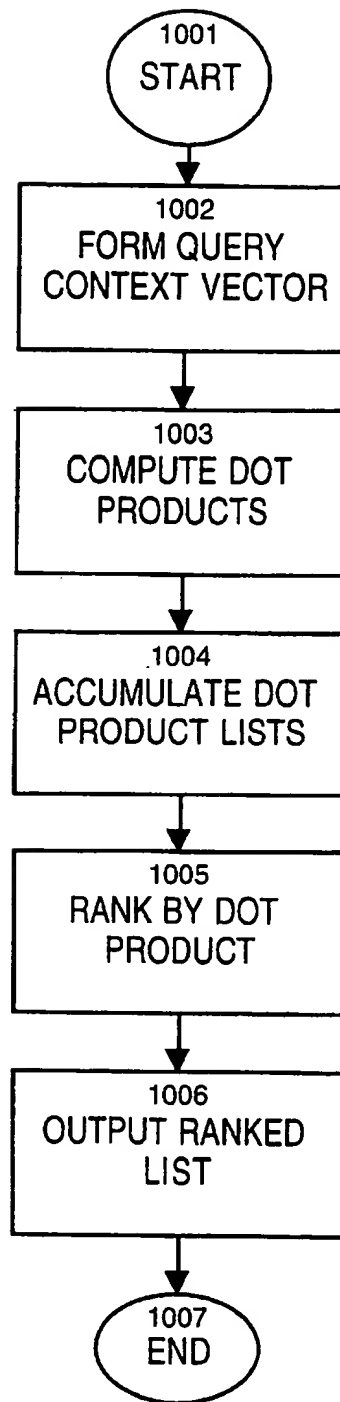 1001
START
1002
FORM QUERY
CONTEXT VECTOR
1003
COMPUTE DOT
PRODUCTS
1004
ACCUMULATE DOT
PRODUCT LISTS
1005
RANK BY DOT
PRODUCT
1006
OUTPUT RANKED
LIST
1007
END